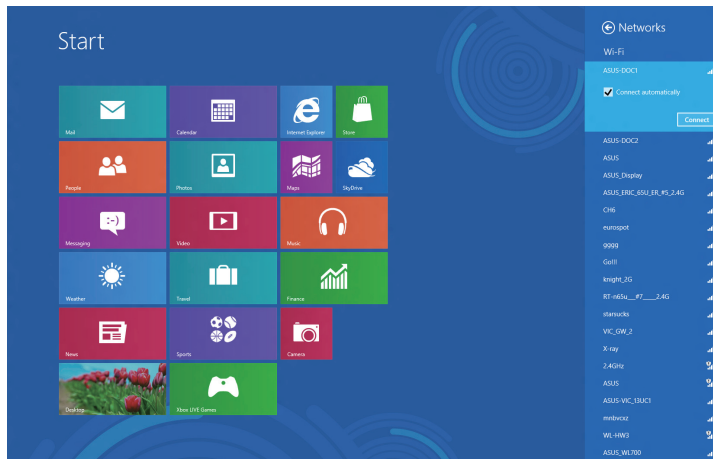 Start
Mail
Calendar
Internet Explorer
Store
People
Photos
Maps
SkyDrive
Messaging
:-)
Video
Music
Weather
Travel
Finance
News
Sports
Camera
Desktop
Xbox LIVE Games
Networks
Wi-Fi
ASUS-DOC1
Connect automatically
Connect
ASUS-DOC2
ASUS
ASUS_Display
ASUS_ERIC_65U_ER_#5_2.4G
CH6
eurospot
9999
Go!!!
knight_2G
RT-n65u__#7____2.4G
starsucks
VIC_GW_2
X-ray
2.4GHz
ASUS
ASUS-VIC_13UC1
mnbvcxz
WL-HW3
ASUS_WL700